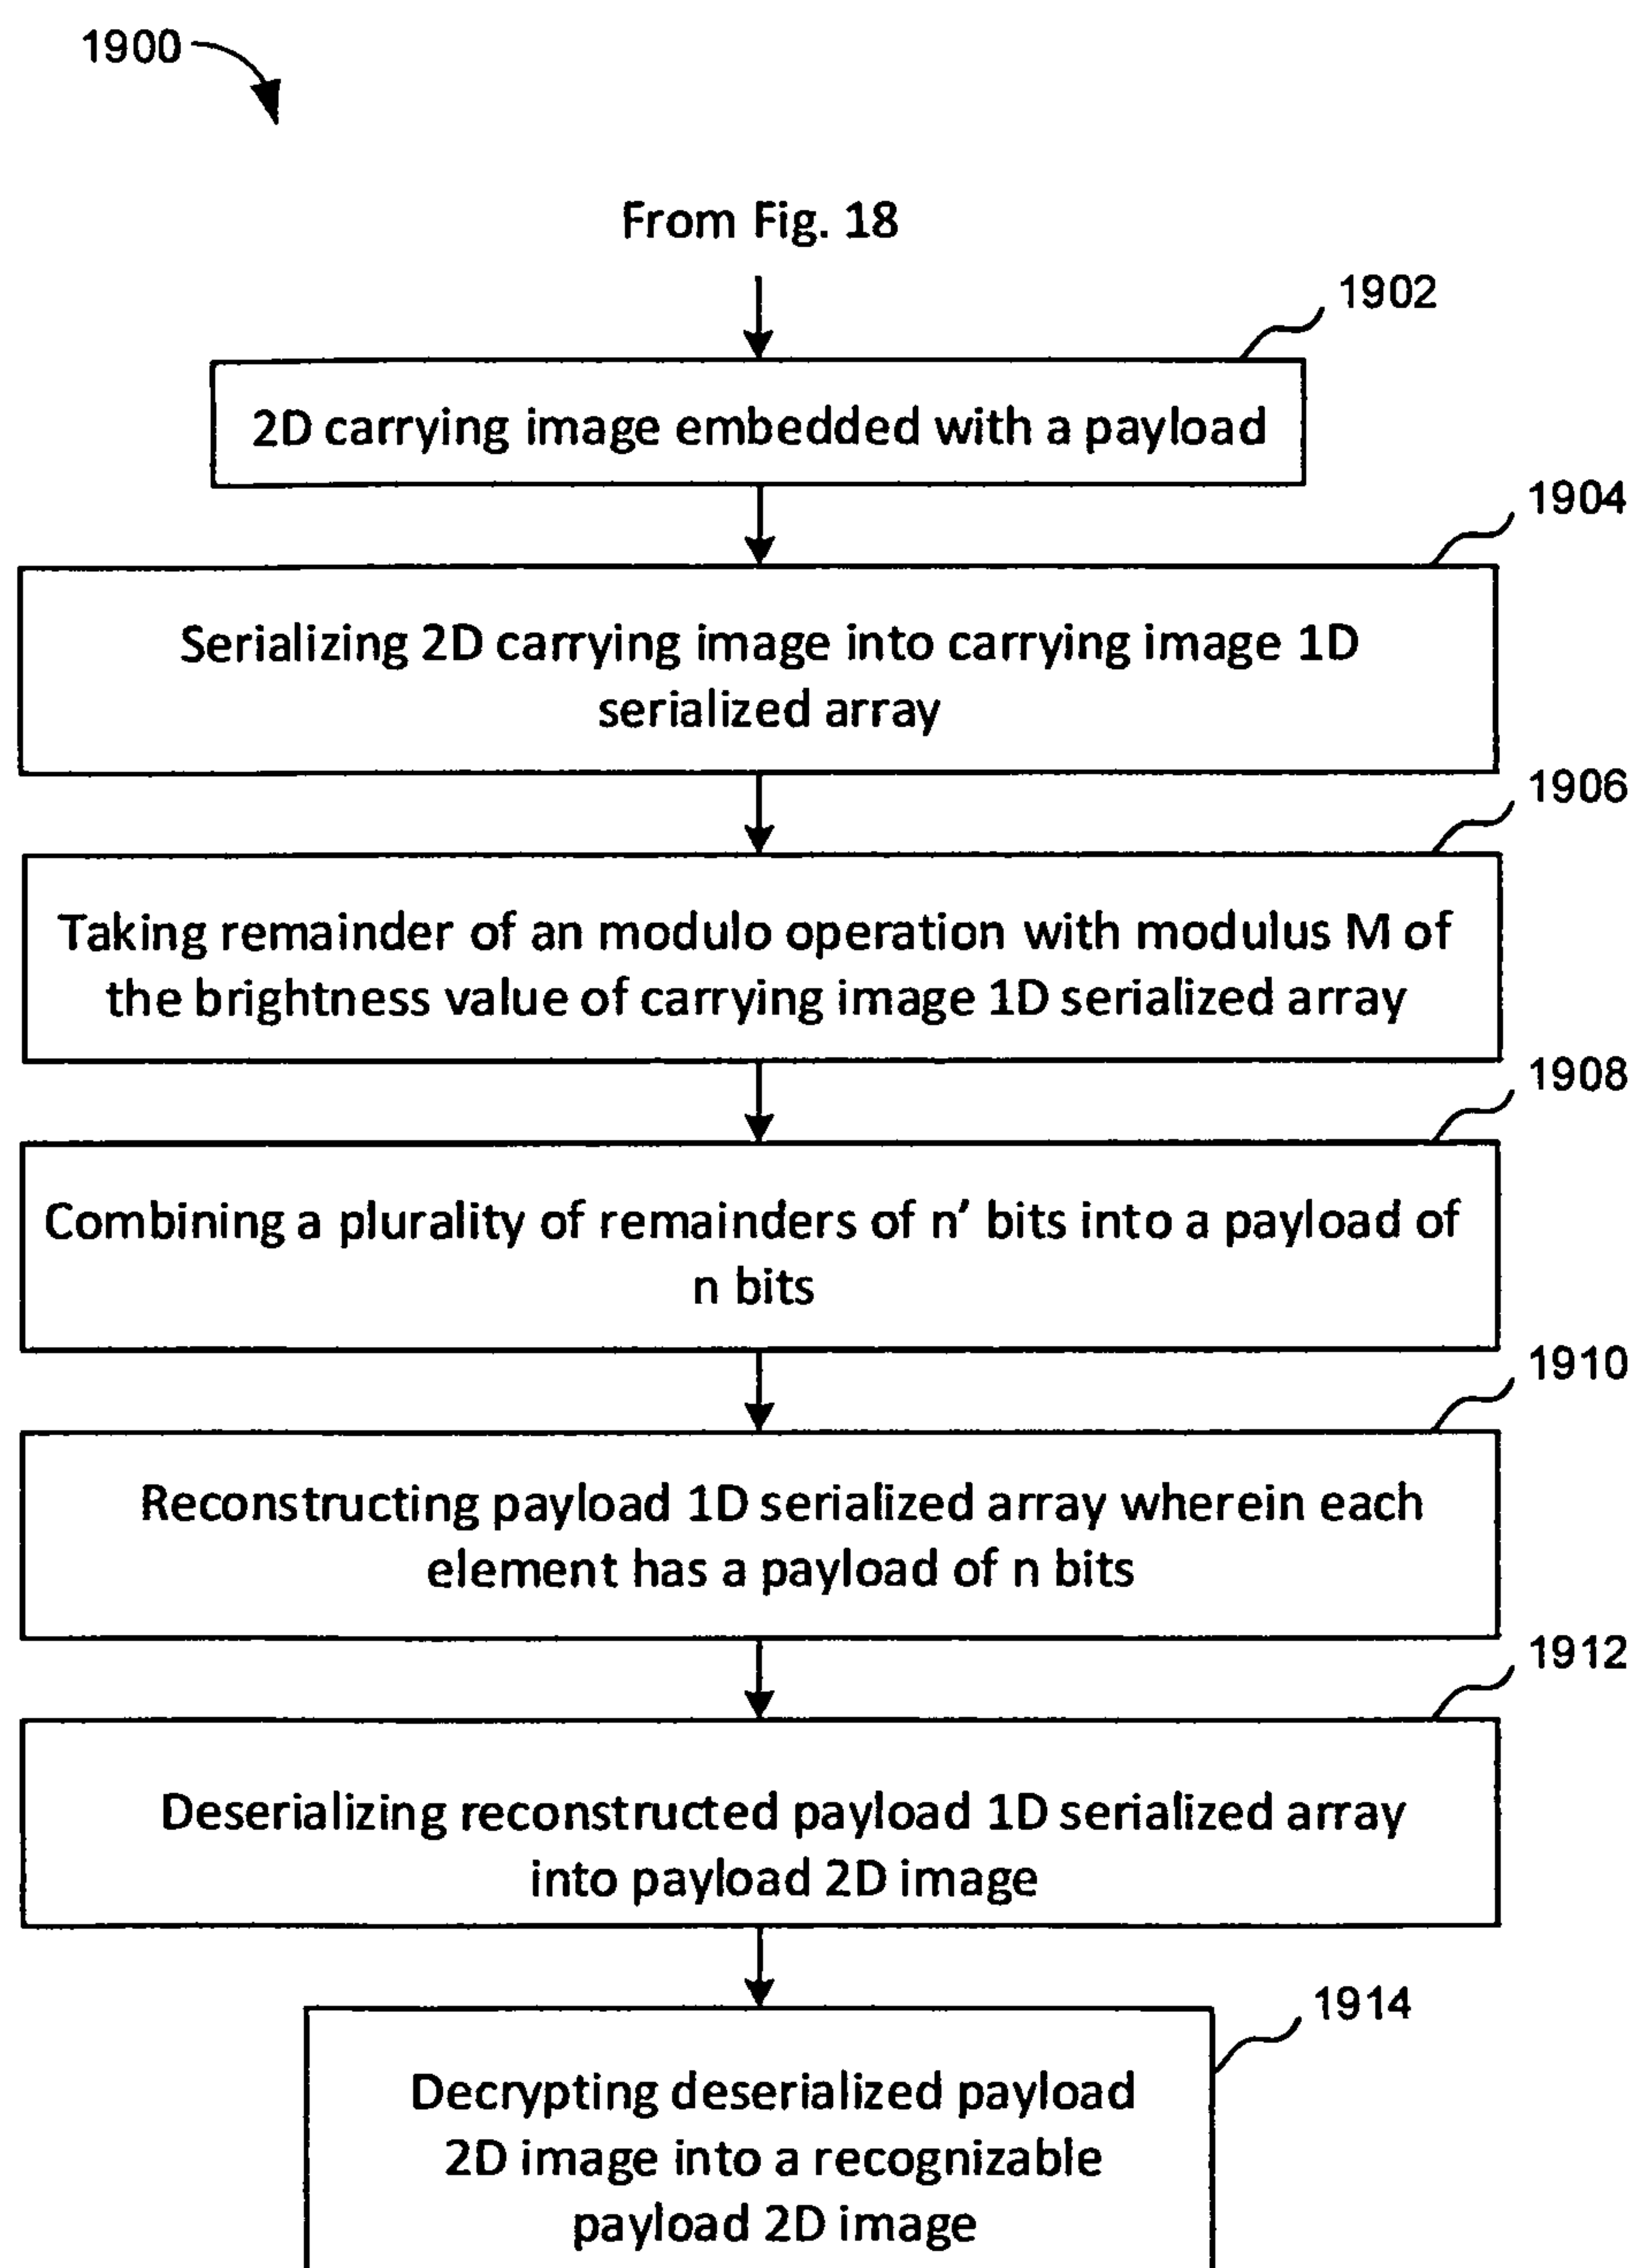 1900
From Fig. 18
1902
2D carrying image embedded with a payload
1904
Serializing 2D carrying image into carrying image 1D
serialized array
1906
Taking remainder of an modulo operation with modulus M of
the brightness value of carrying image 1D serialized array
1908
Combining a plurality of remainders of n' bits into a payload of
n bits
1910
Reconstructing payload 1D serialized array wherein each
element has a payload of n bits
1912
Deserializing reconstructed payload 1D serialized array
into payload 2D image
1914
Decrypting deserialized payload
2D image into a recognizable
payload 2D image